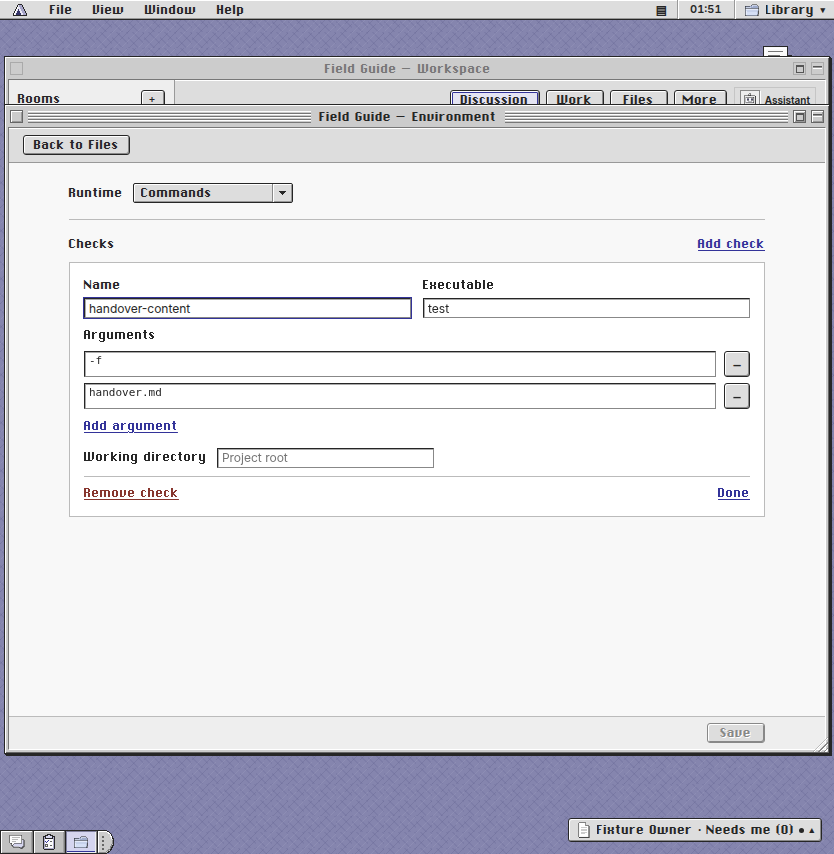 File View Window Help 01:51 Library
Field Guide — Workspace
Rooms + Discussion Work Files More Assistant
Field Guide — Environment
Back to Files
Runtime Commands
Checks Add check
Name Executable
handover-content test
Arguments
-f –
handover.md –
Add argument
Working directory Project root
Remove check Done
Save
Fixture Owner · Needs me (0)